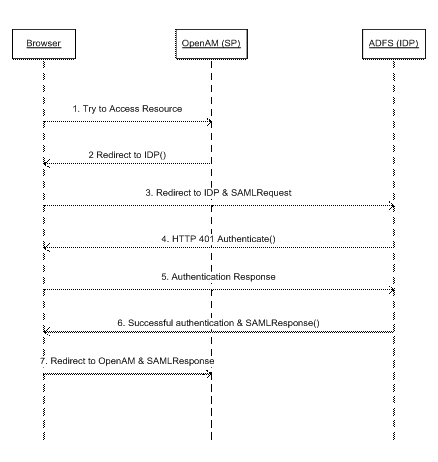 Browser
OpenAM (SP)
ADFS (IDP)
1. Try to Access Resource
2 Redirect to IDP()
3. Redirect to IDP & SAMLRequest
4. HTTP 401 Authenticate()
5. Authentication Response
6. Successful authentication & SAMLResponse()
7. Redirect to OpenAM & SAMLResponse